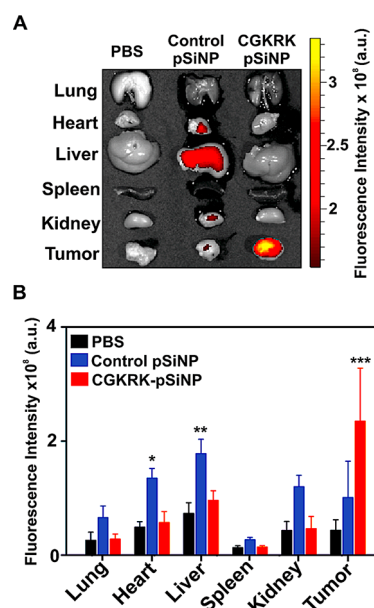 A
PBS
Control
pSiNP
CGKRK
pSiNP
Lung
Heart
Liver
Spleen
Kidney
Tumor
3
2.5
2
Fluorescence Intensity x 10⁸ (a.u.)
B
PBS
Control pSiNP
CGKRK-pSiNP
Fluorescence Intensity x10⁸ (a.u.)
4
2
0
*
**
***
Lung
Heart
Liver
Spleen
Kidney
Tumor